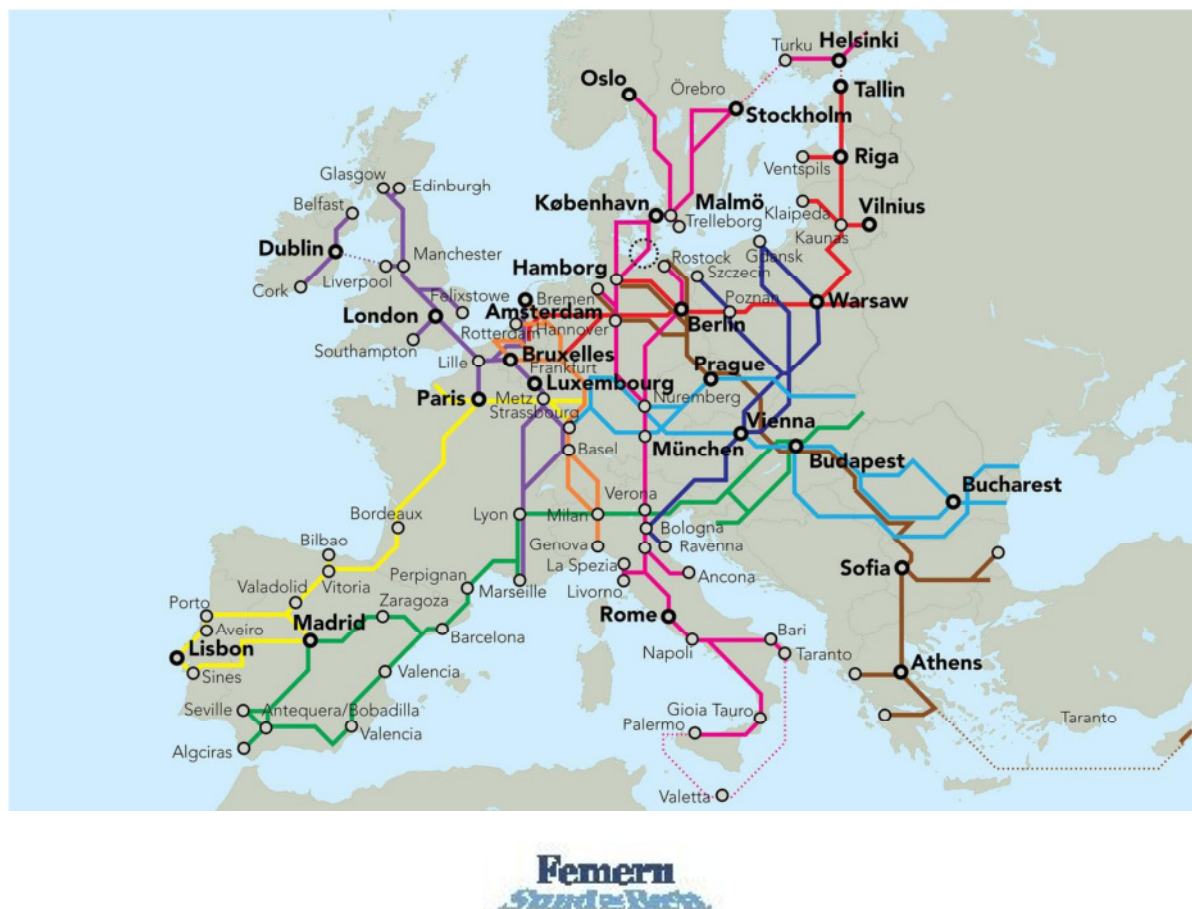 Turku
Helsinki
Oslo
Örebro
Tallin
Stockholm
Riga
Ventspils
Glasgow
Edinburgh
Belfast
København
Malmö
Trelleborg
Klaipeda
Vilnius
Kaunas
Dublin
Manchester
Liverpool
Cork
Hamborg
Rostock
Gdansk
Szczecin
Felixstowe
Bremen
Poznan
Warsaw
London
Amsterdam
Rotterdam
Hannover
Berlin
Southampton
Lille
Bruxelles
Frankfurt
Prague
Luxembourg
Paris
Metz
Nüremberg
Strassbourg
Vienna
Basel
München
Budapest
Bucharest
Verona
Bordeaux
Lyon
Milan
Bologna
Bilbao
Genova
Ravenna
La Spezia
Sofia
Perpignan
Valadolid
Vitoria
Marseille
Livorno
Ancona
Porto
Zaragoza
Rome
Aveiro
Madrid
Barcelona
Bari
Lisbon
Napoli
Taranto
Sines
Valencia
Athens
Seville
Antequera/Bobadilla
Gioia Tauro
Palermo
Taranto
Valencia
Algciras
Valetta
Femern